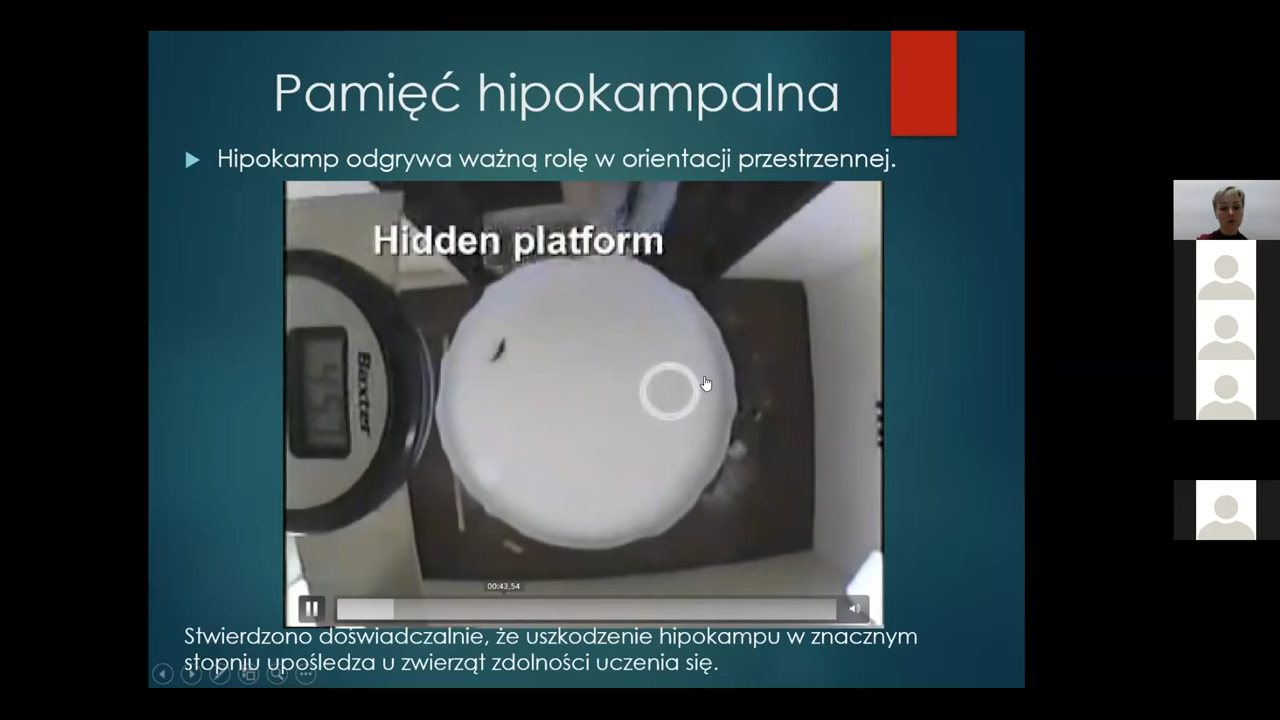 Pamięć hipokampalna
Hipokamp odgrywa ważną rolę w orientacji przestrzennej.
Hidden platform
Baxter
00:43,54
Stwierdzono doświadczalnie, że uszkodzenie hipokampu w znacznym
stopniu upośledza u zwierząt zdolności uczenia się.